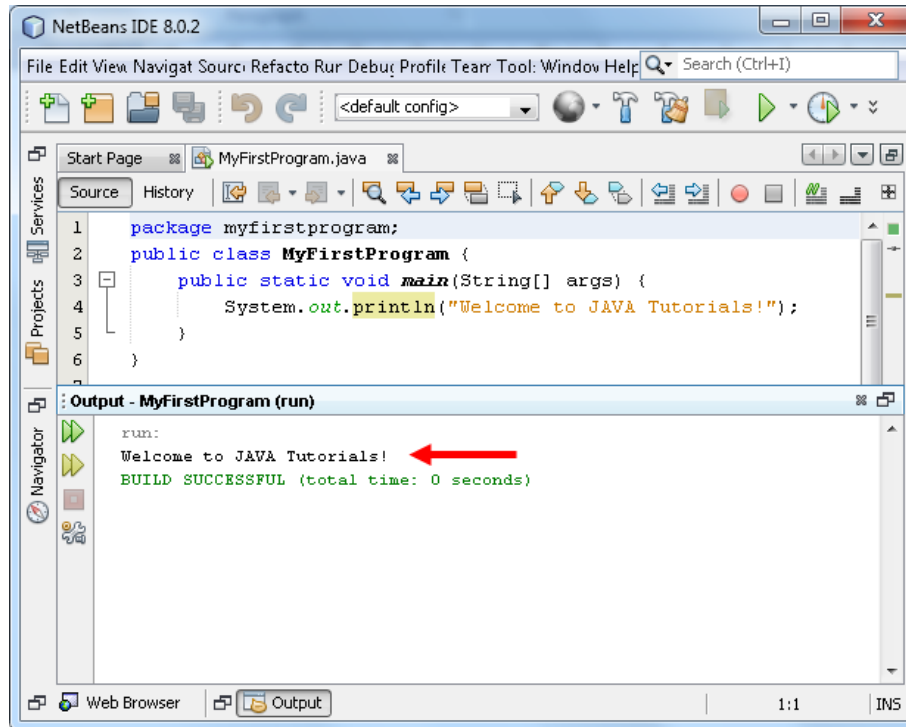 NetBeans IDE 8.0.2
File Edit View Navigat Sourc Refacto Rur Debug Profile Tearr Tool: Window Help Search (Ctrl+I)
<default config>
Start Page MyFirstProgram.java
Source History
Services
Projects
Navigator
1 package myfirstprogram;
2 public class MyFirstProgram {
3 public static void main(String[] args) {
4 System.out.println("Welcome to JAVA Tutorials!");
5 }
6 }
Output - MyFirstProgram (run)
run:
Welcome to JAVA Tutorials!
BUILD SUCCESSFUL (total time: 0 seconds)
Web Browser Output 1:1 INS